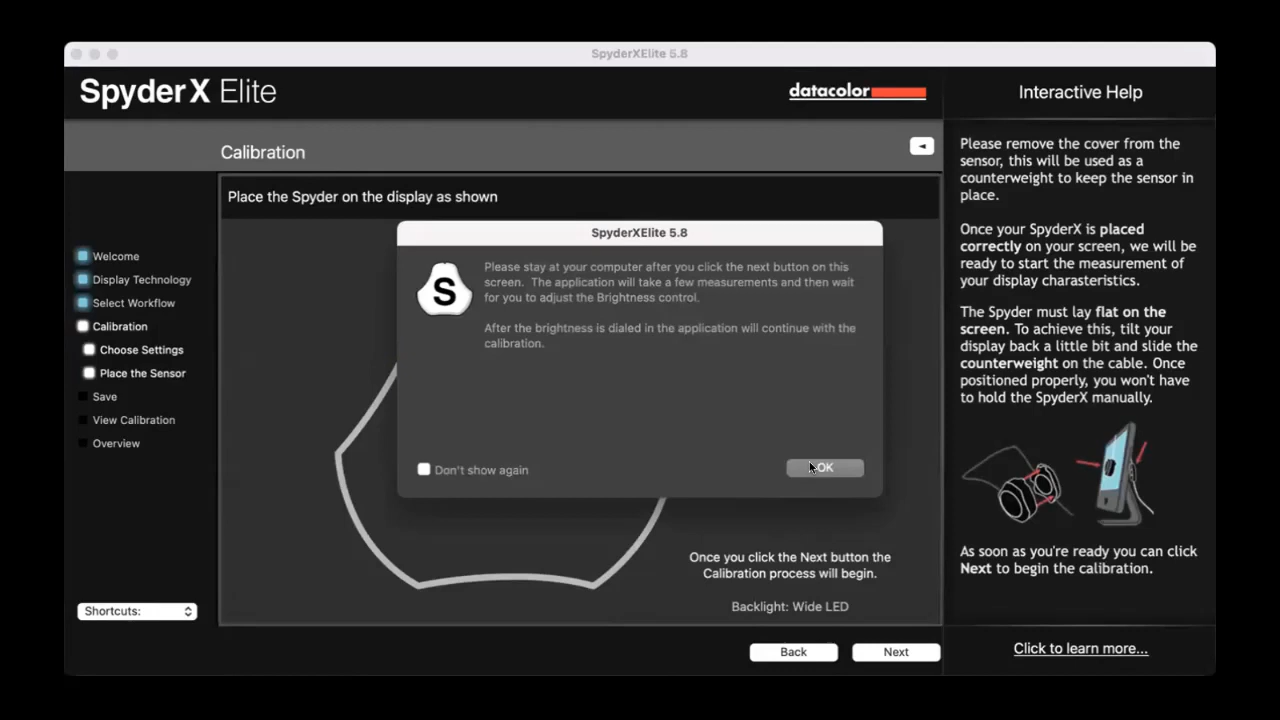 SpyderXElite 5.8
SpyderX Elite
datacolor
Interactive Help
Calibration
Place the Spyder on the display as shown
Welcome
Display Technology
Select Workflow
Calibration
Choose Settings
Place the Sensor
Save
View Calibration
Overview
Shortcuts:
SpyderXElite 5.8
S
Please stay at your computer after you click the next button on this
screen. The application will take a few measurements and then wait
for you to adjust the Brightness control.
After the brightness is dialed in the application will continue with the
calibration.
Don't show again
OK
Once you click the Next button the
Calibration process will begin.
Backlight: Wide LED
Back
Next
Please remove the cover from the
sensor, this will be used as a
counterweight to keep the sensor in
place.
Once your SpyderX is placed
correctly on your screen, we will be
ready to start the measurement of
your display charasteristics.
The Spyder must lay flat on the
screen. To achieve this, tilt your
display back a little bit and slide the
counterweight on the cable. Once
positioned properly, you won't have
to hold the SpyderX manually.
As soon as you're ready you can click
Next to begin the calibration.
Click to learn more...